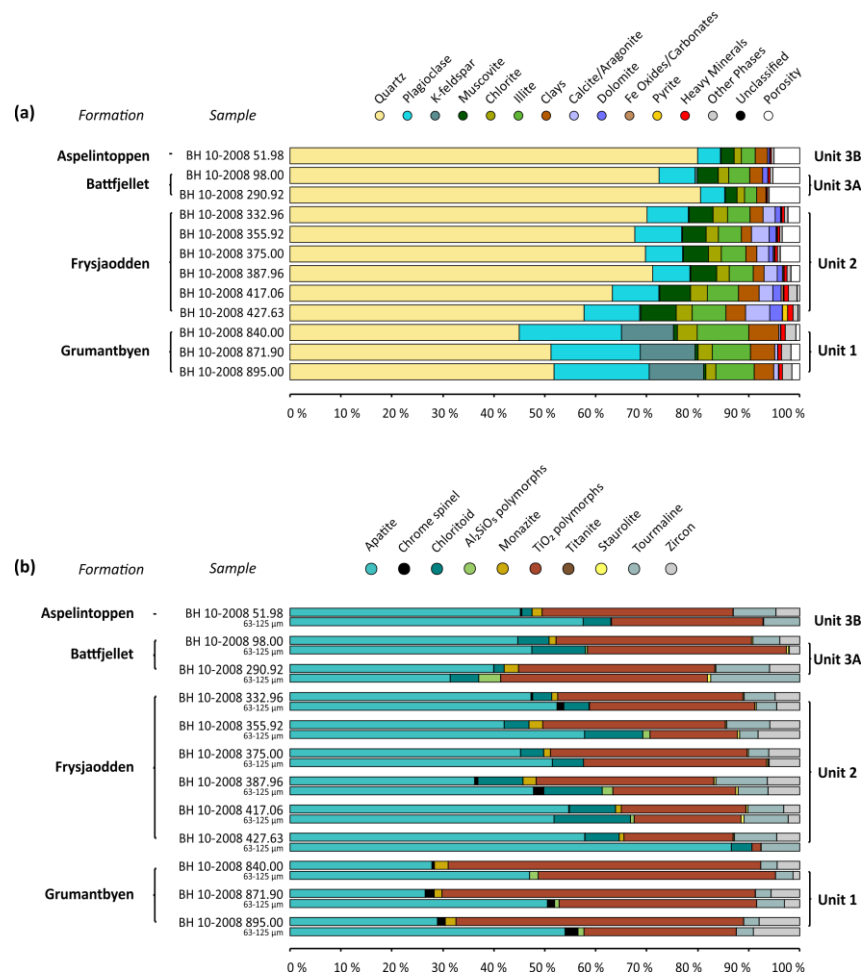 Quartz
Plagioclase
K-feldspar
Muscovite
Chlorite
Illite
Clays
Calcite/Aragonite
Dolomite
Fe Oxides/Carbonates
Pyrite
Heavy Minerals
Other Phases
Unclassified
Porosity
(a)
Formation Sample
Aspelintoppen - BH 10-2008 51.98 Unit 3B
BH 10-2008 98.00
Battfjellet Unit 3A
BH 10-2008 290.92
BH 10-2008 332.96
BH 10-2008 355.92
Frysjaodden BH 10-2008 375.00 Unit 2
BH 10-2008 387.96
BH 10-2008 417.06
BH 10-2008 427.63
BH 10-2008 840.00
Grumantbyen BH 10-2008 871.90 Unit 1
BH 10-2008 895.00
0 % 10 % 20 % 30 % 40 % 50 % 60 % 70 % 80 % 90 % 100 %
Apatite
Chrome spinel
Chloritoid
Al₂SiO₅ polymorphs
Monazite
TiO₂ polymorphs
Titanite
Staurolite
Tourmaline
Zircon
(b)
Formation Sample
Aspelintoppen - BH 10-2008 51.98
63-125 µm Unit 3B
BH 10-2008 98.00
Battfjellet 63-125 µm Unit 3A
BH 10-2008 290.92
63-125 µm
BH 10-2008 332.96
63-125 µm
BH 10-2008 355.92
63-125 µm
Frysjaodden BH 10-2008 375.00 Unit 2
63-125 µm
BH 10-2008 387.96
63-125 µm
BH 10-2008 417.06
63-125 µm
BH 10-2008 427.63
63-125 µm
BH 10-2008 840.00
63-125 µm
Grumantbyen BH 10-2008 871.90 Unit 1
63-125 µm
BH 10-2008 895.00
63-125 µm
0 % 10 % 20 % 30 % 40 % 50 % 60 % 70 % 80 % 90 % 100 %